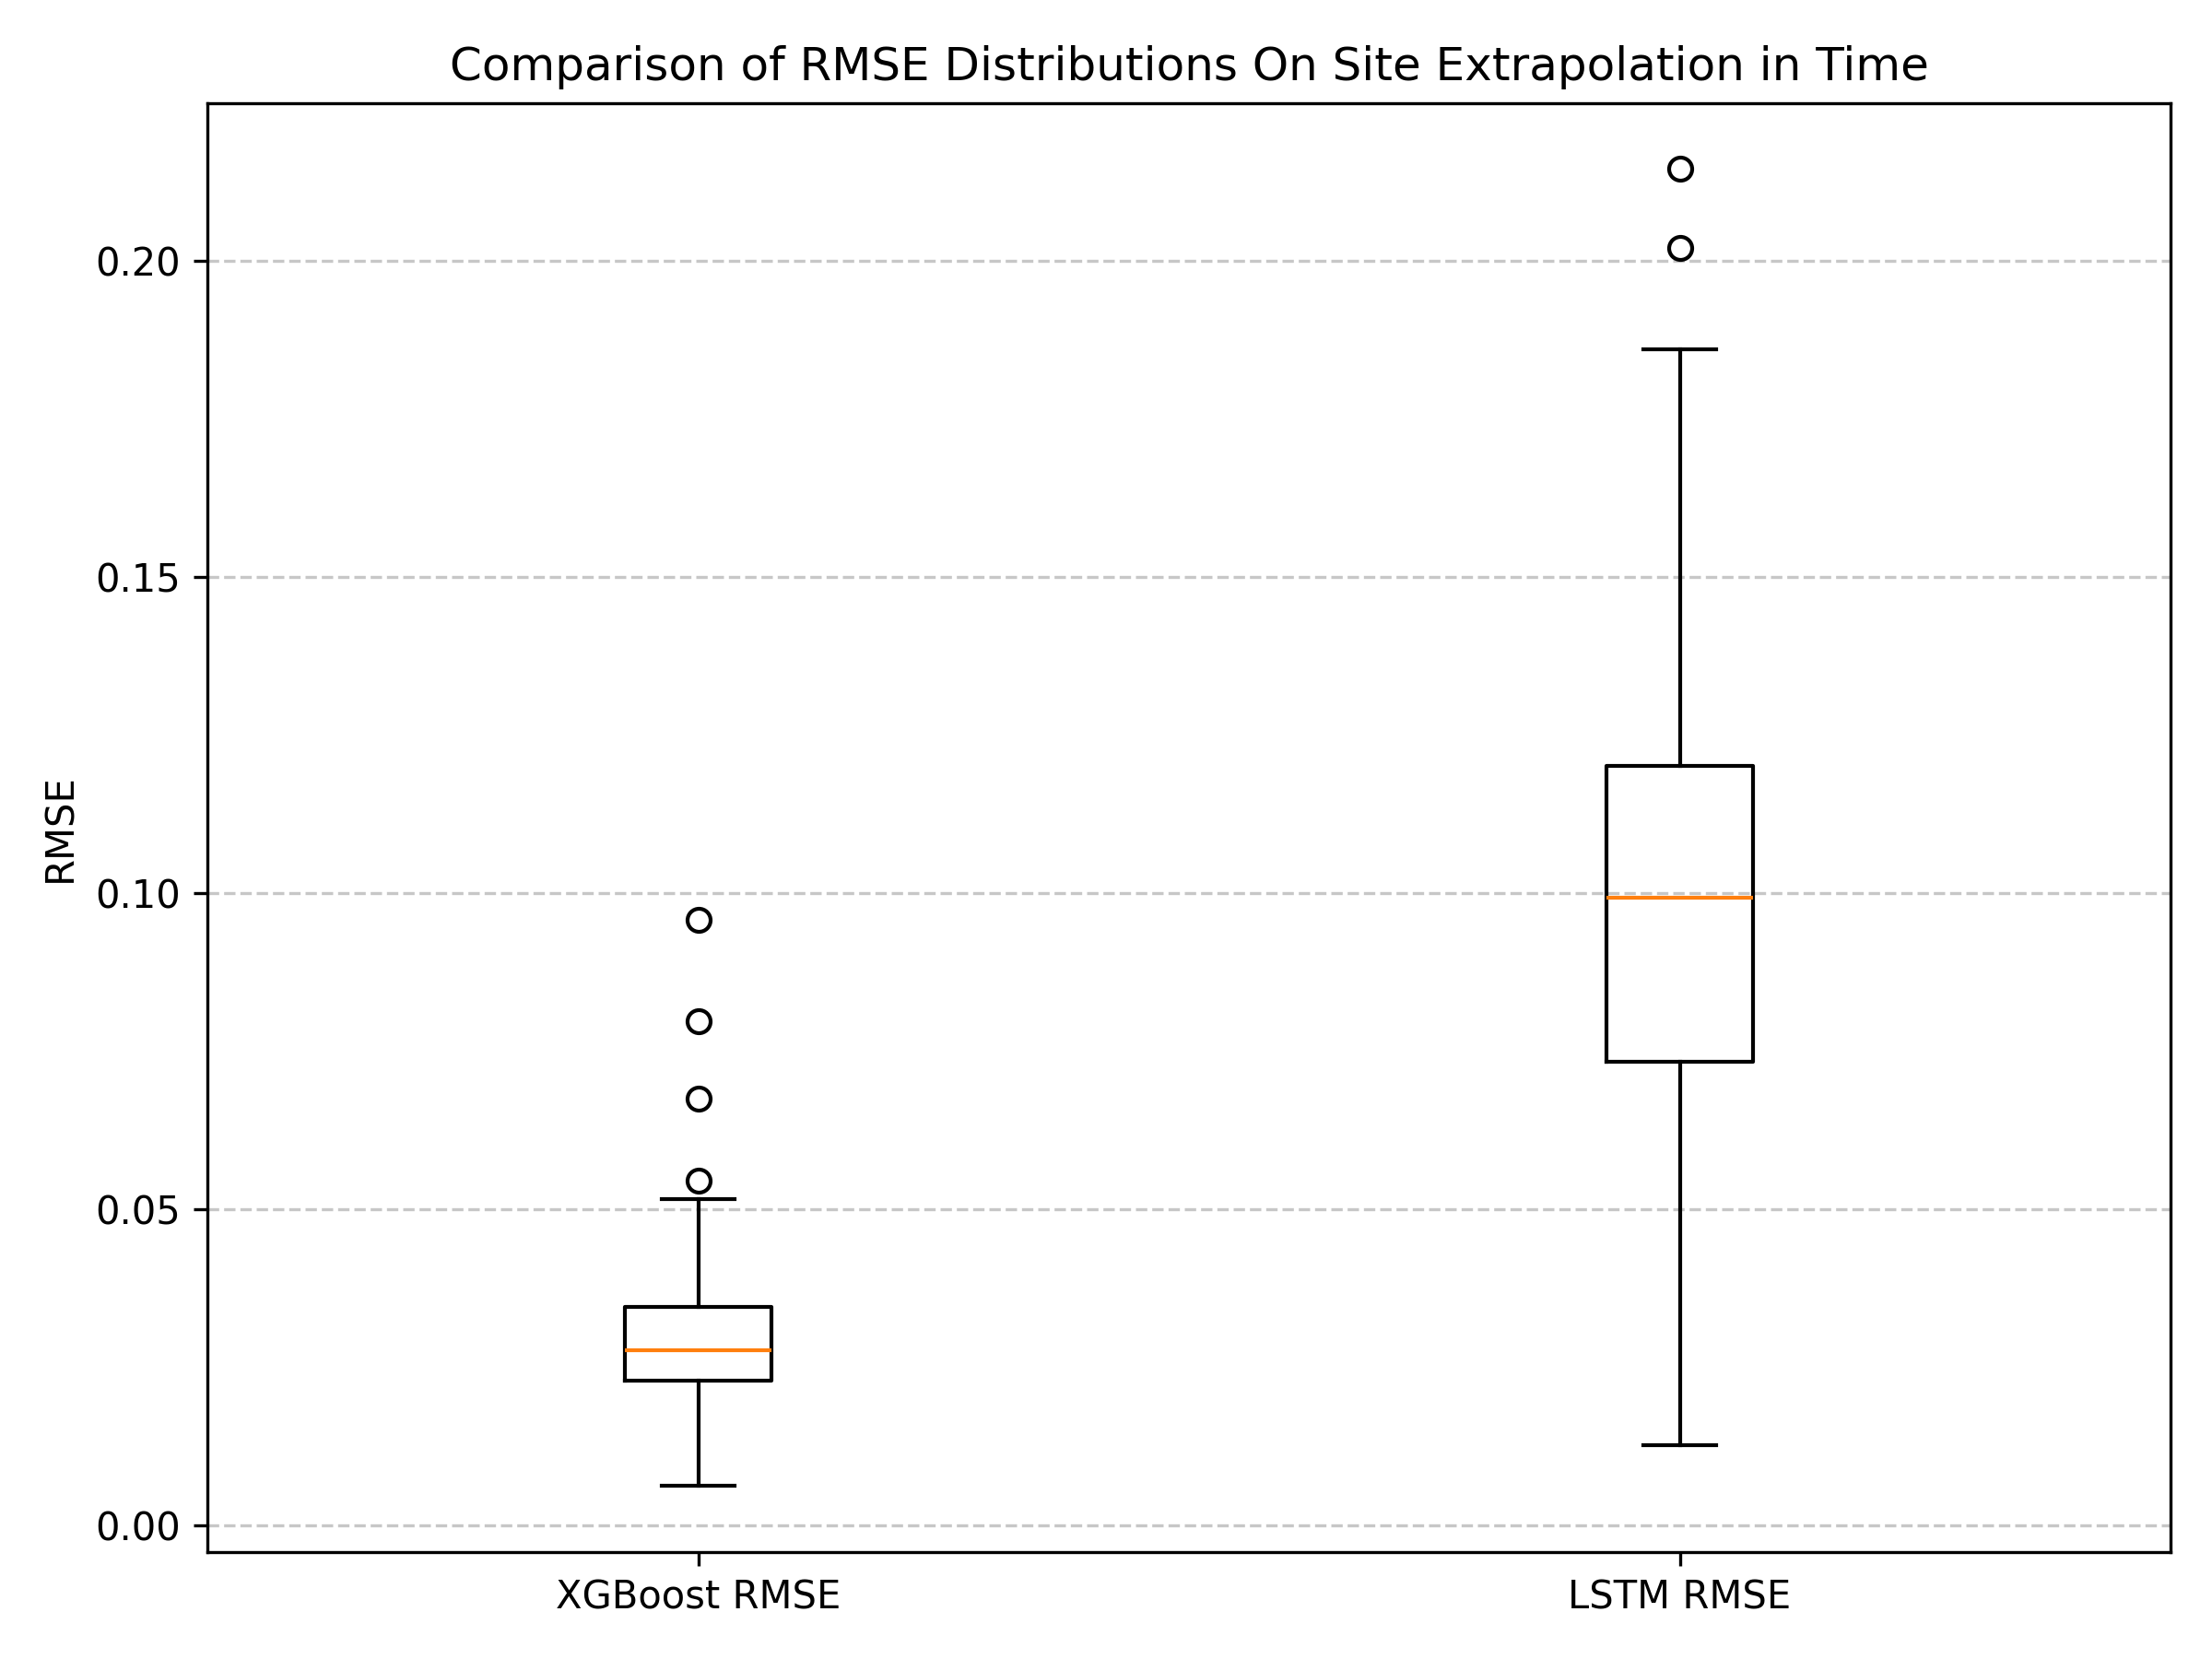 Comparison of RMSE Distributions On Site Extrapolation in Time
RMSE
0.20
0.15
0.10
0.05
0.00
XGBoost RMSE
LSTM RMSE